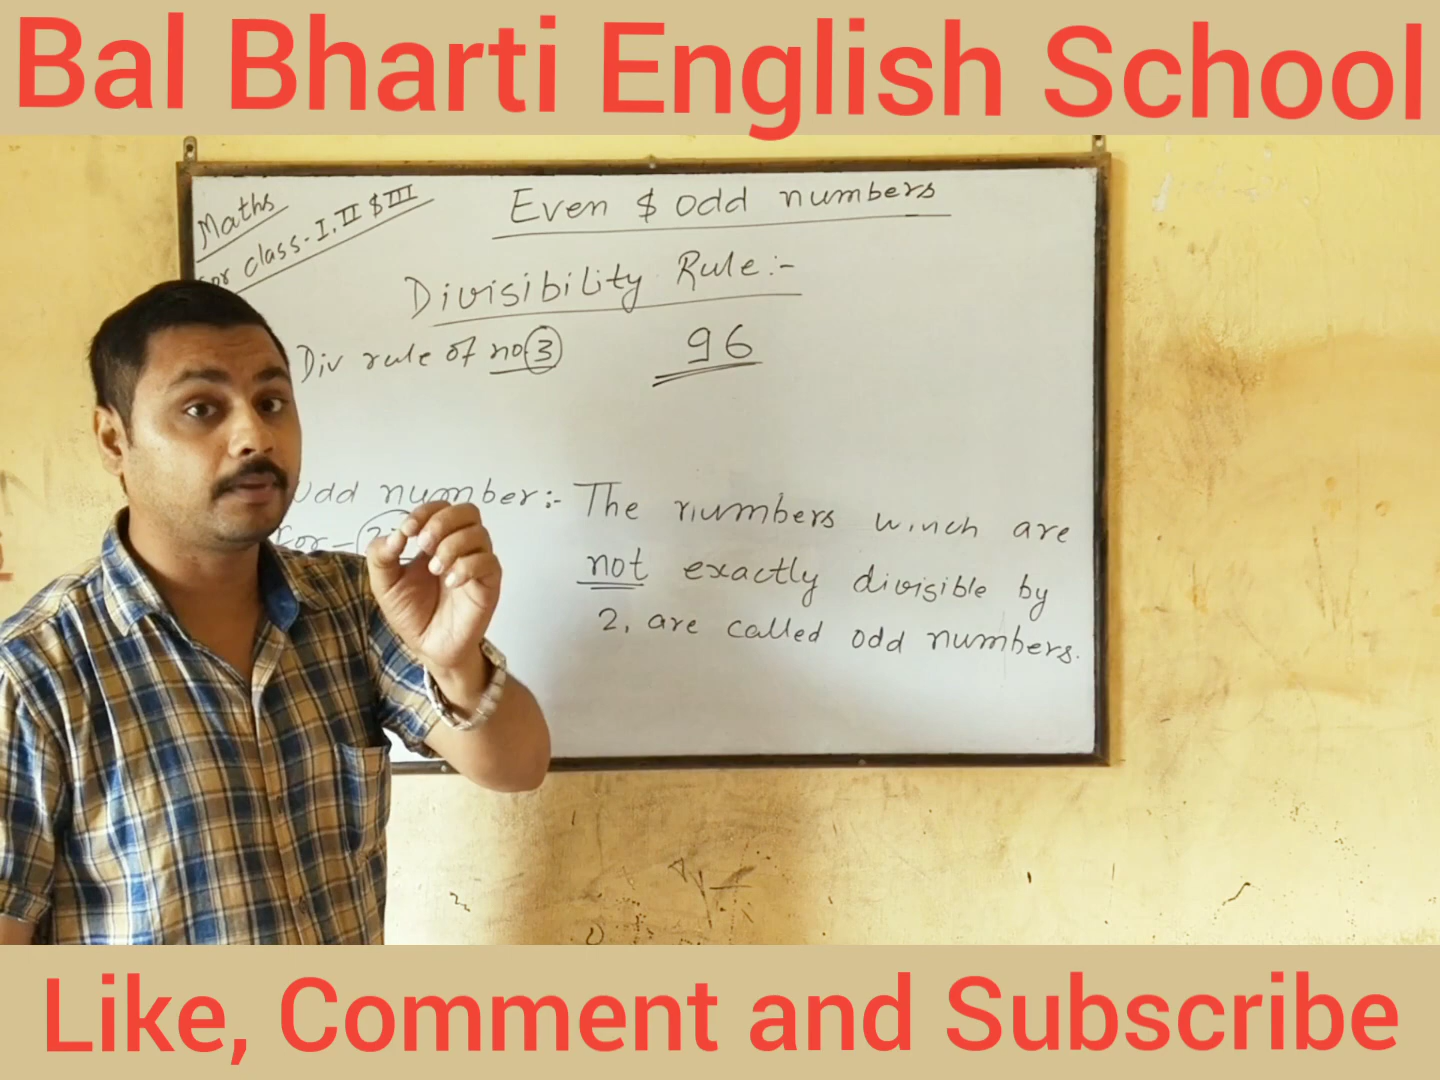 Bal Bharti English School
Maths
for class-I, II & III
Even & odd numbers
Divisibility Rule:-
Div rule of no 3
96
Odd number:- The numbers which are
for -
not exactly divisible by
2, are called odd numbers.
Like, Comment and Subscribe